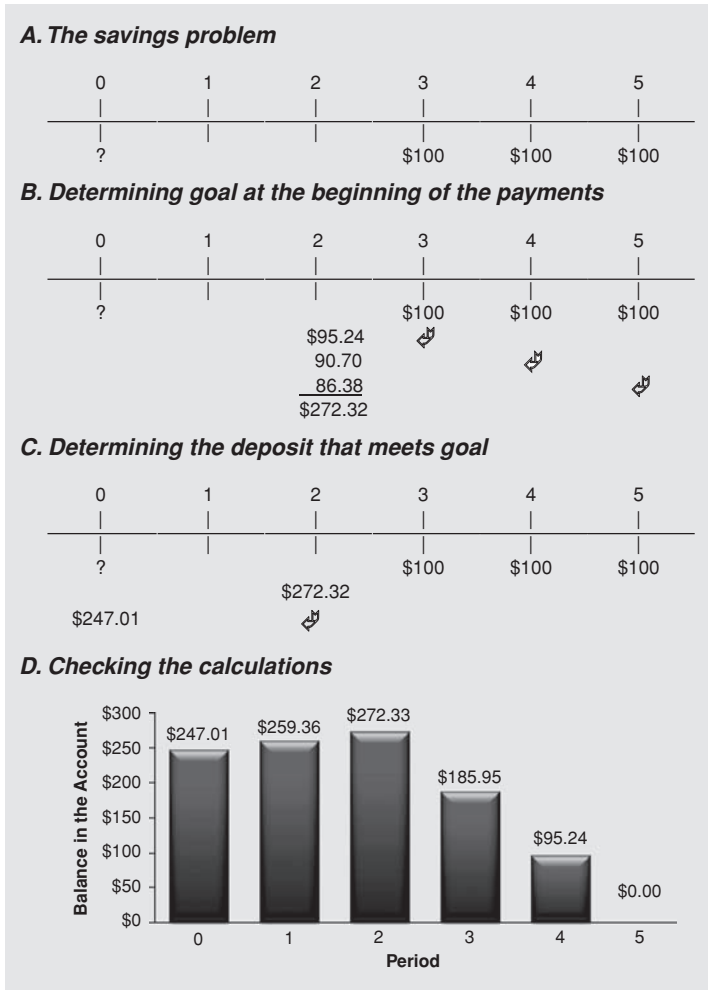 A. The savings problem
0 1 2 3 4 5
? $100 $100 $100
B. Determining goal at the beginning of the payments
0 1 2 3 4 5
? $100 $100 $100
$95.24
90.70
86.38
$272.32
C. Determining the deposit that meets goal
0 1 2 3 4 5
? $100 $100 $100
$272.32
$247.01
D. Checking the calculations
Balance in the Account
$300
$250
$200
$150
$100
$50
$0
$247.01 $259.36 $272.33 $185.95 $95.24 $0.00
0 1 2 3 4 5
Period